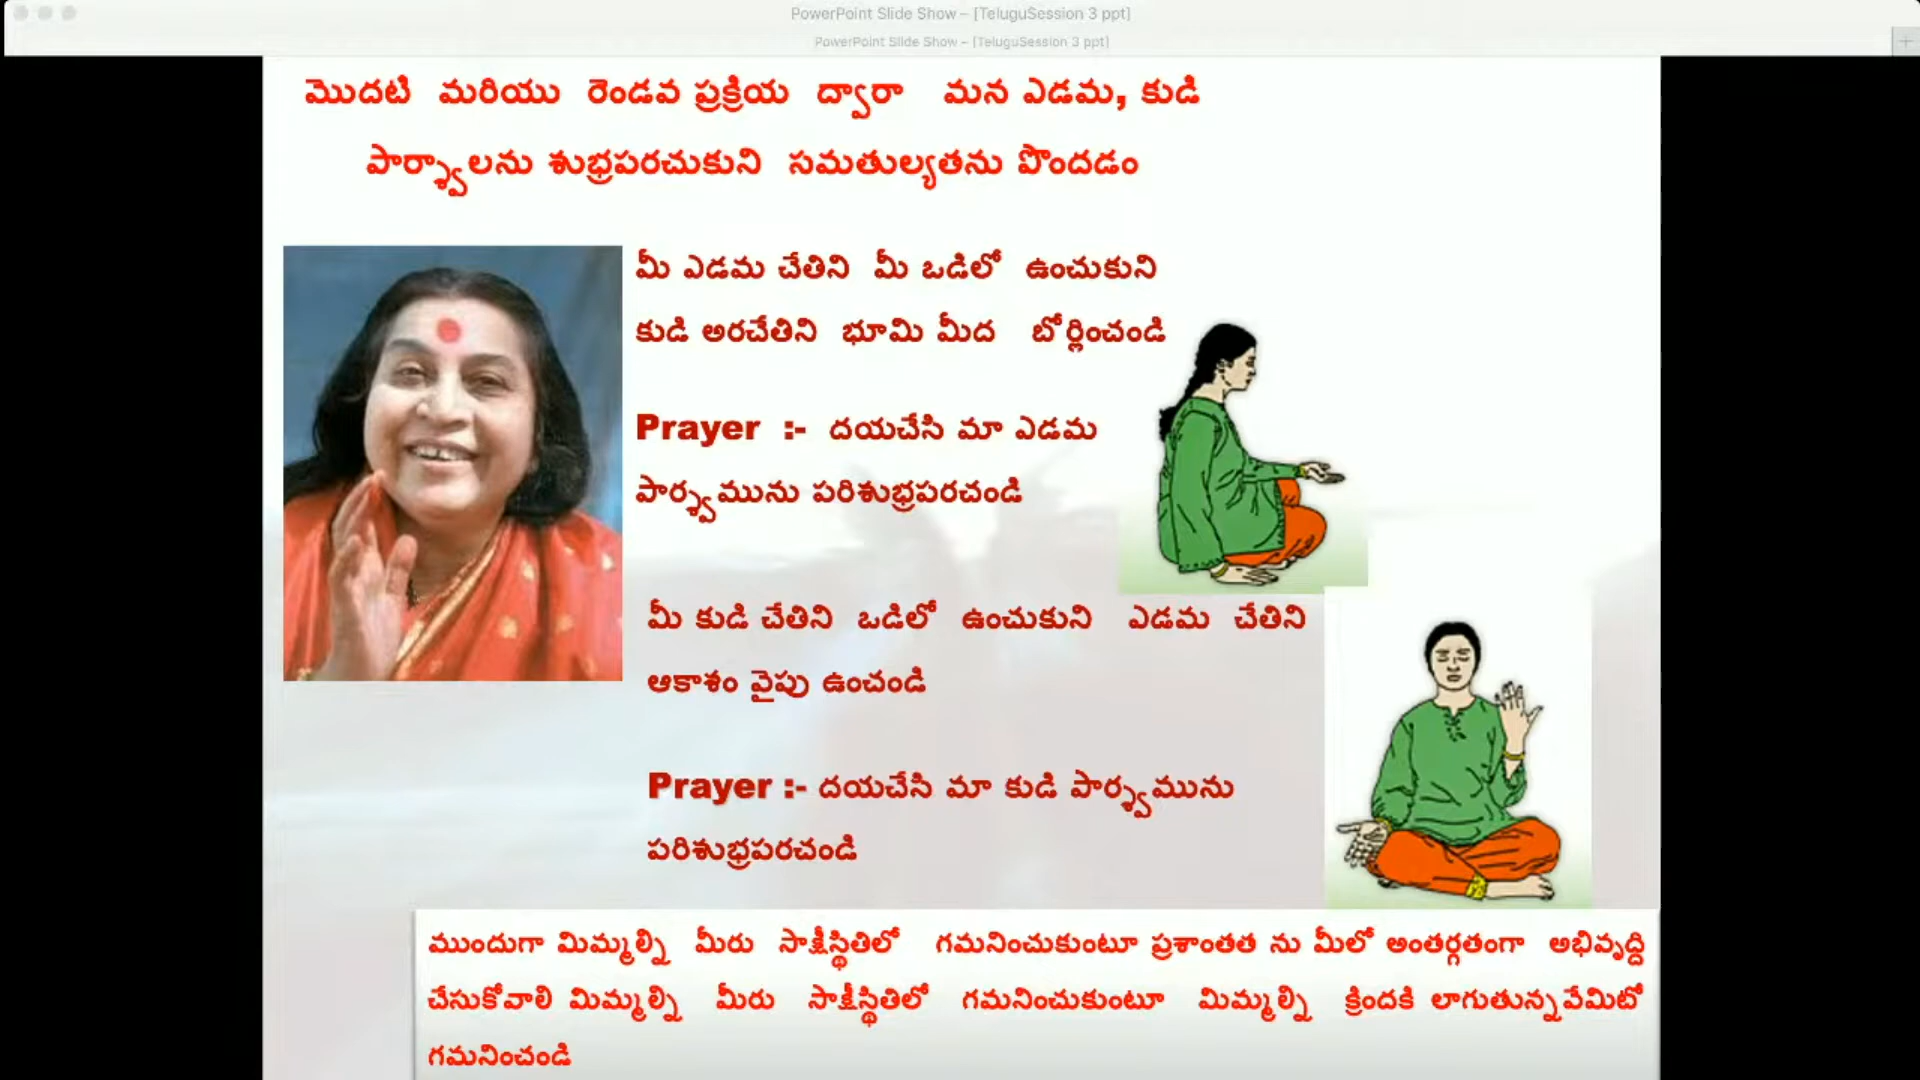 PowerPoint Slide Show – [TeluguSession 3 ppt]
PowerPoint Slide Show – [TeluguSession 3 ppt]
మొదటి మరియు రెండవ ప్రక్రియ ద్వారా మన ఎడమ, కుడి
పార్శ్వాలను శుభ్రపరచుకుని సమతుల్యతను పొందడం
మీ ఎడమ చేతిని మీ ఒడిలో ఉంచుకుని
కుడి అరచేతిని భూమి మీద బోర్లించండి
Prayer :- దయచేసి మా ఎడమ
పార్శ్వమును పరిశుభ్రపరచండి
మీ కుడి చేతిని ఒడిలో ఉంచుకుని ఎడమ చేతిని
ఆకాశం వైపు ఉంచండి
Prayer :- దయచేసి మా కుడి పార్శ్వమును
పరిశుభ్రపరచండి
ముందుగా మిమ్మల్ని మీరు సాక్షీస్థితిలో గమనించుకుంటూ ప్రశాంతత ను మీలో అంతర్గతంగా అభివృద్ది
చేసుకోవాలి మిమ్మల్ని మీరు సాక్షీస్థితిలో గమనించుకుంటూ మిమ్మల్ని క్రిందకి లాగుతున్నవేమిటో
గమనించండి